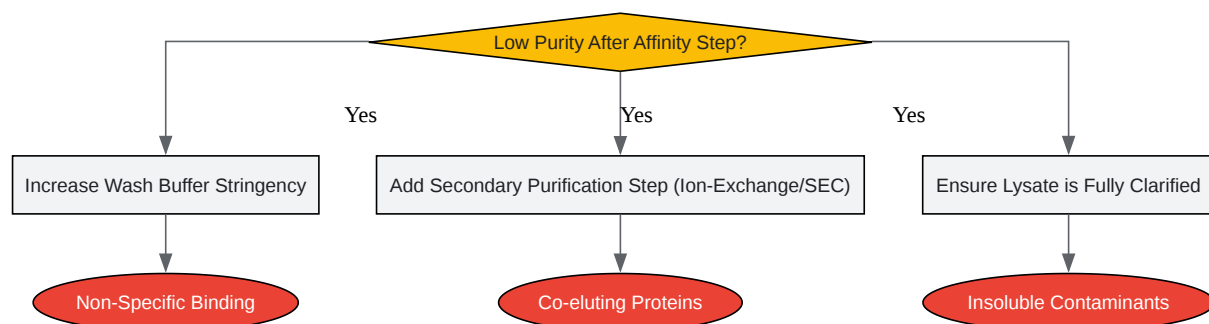 Low Purity After Affinity Step?
Yes
Yes
Yes
Increase Wash Buffer Stringency
Add Secondary Purification Step (Ion-Exchange/SEC)
Ensure Lysate is Fully Clarified
Non-Specific Binding
Co-eluting Proteins
Insoluble Contaminants